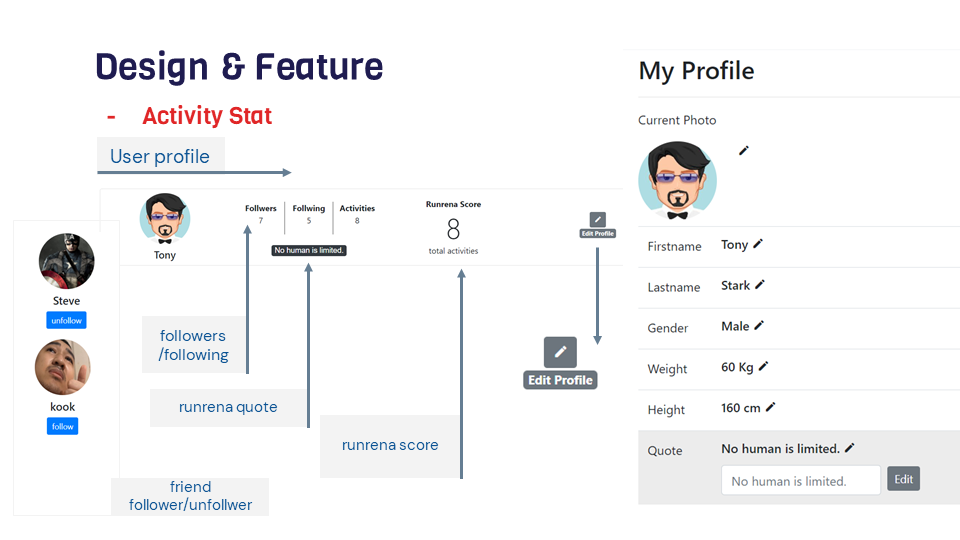 Design & Feature
- Activity Stat
User profile
Tony
Follwers
7
Follwing
5
Activities
8
No human is limited.
Runrena Score
8
total activities
Edit Profile
Steve
unfollow
kook
follow
followers
/following
runrena quote
runrena score
friend
follower/unfollwer
Edit Profile
My Profile
Current Photo
Firstname Tony
Lastname Stark
Gender Male
Weight 60 Kg
Height 160 cm
Quote No human is limited.
No human is limited. Edit